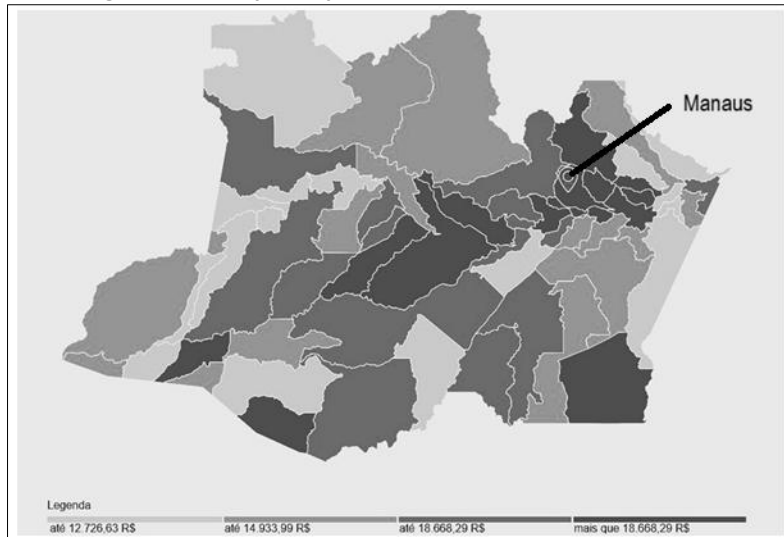 Manaus
Legenda
até 12.726,63 R$
até 14.933,99 R$
até 18.668,29 R$
mais que 18.668,29 R$